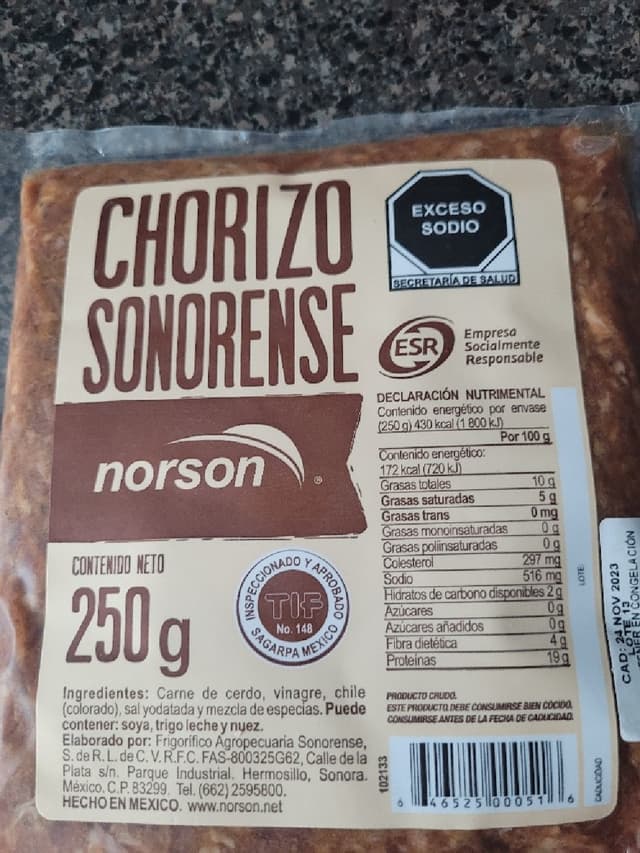 CHORIZO
SONORENSE
norson®
CONTENIDO NETO
250 g
INSPECCIONADO Y APROBADO
TIF
No. 148
SAGARPA MEXICO
Ingredientes: Carne de cerdo, vinagre, chile
(colorado), sal yodatada y mezcla de especias. Puede
contener: soya, trigo leche y nuez.
Elaborado por: Frigorífico Agropecuaria Sonorense,
S. de R. L. de C. V. R.F.C. FAS-800325G62, Calle de la
Plata s/n. Parque Industrial. Hermosillo, Sonora.
México. C.P. 83299. Tel. (662) 2595800.
HECHO EN MEXICO. www.norson.net
EXCESO
SODIO
SECRETARÍA DE SALUD
ESR
Empresa
Socialmente
Responsable
DECLARACIÓN NUTRIMENTAL
Contenido energético por envase
(250 g) 430 kcal (1 800 kJ)
Por 100 g
Contenido energético:
172 kcal (720 kJ)
Grasas totales 10 g
Grasas saturadas 5 g
Grasas trans 0 mg
Grasas monoinsaturadas 0 g
Grasas poliinsaturadas 0 g
Colesterol 297 mg
Sodio 516 mg
Hidratos de carbono disponibles 2 g
Azúcares 0 g
Azúcares añadidos 0 g
Fibra dietética 4 g
Proteínas 19 g
PRODUCTO CRUDO.
ESTE PRODUCTO, DEBE CONSUMIRSE BIEN COCIDO.
CONSUMIRSE ANTES DE LA FECHA DE CADUCIDAD.
102133
6 46525 00051 6
LOTE:
CADUCIDAD
CAD: 24 NOV 2023
LOTE 13
EN CONGELACIÓN